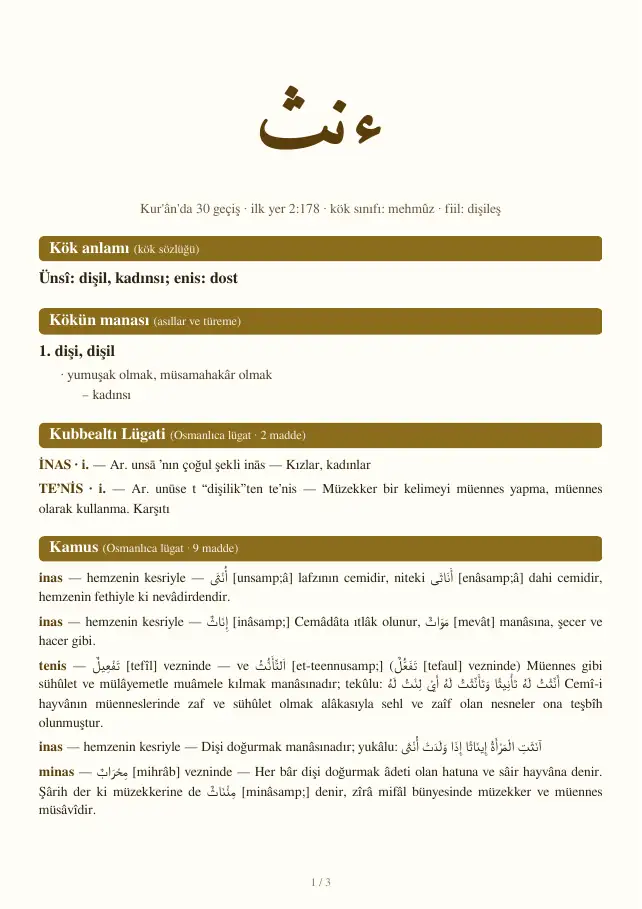 ءنث
Kur'ân'da 30 geçiş · ilk yer 2:178 · kök sınıfı: mehmûz · fiil: dişileş
Kök anlamı (kök sözlüğü)
Ünsî: dişil, kadınsı; enis: dost
Kökün manası (asıllar ve türeme)
1. dişi, dişil
· yumuşak olmak, müsamahakâr olmak
– kadınsı
Kubbealtı Lügati (Osmanlıca lügat · 2 madde)
İNAS · i. — Ar. unsā 'nın çoğul şekli inās — Kızlar, kadınlar
TE'NİS · i. — Ar. unūse t “dişilik”ten te'nis — Müzekker bir kelimeyi müennes yapma, müennes
olarak kullanma. Karşıtı
Kamus (Osmanlıca lügat · 9 madde)
inas — hemzenin kesriyle — أُنْثَى [unsamp;â] lafzının cemidir, niteki أَنَاثَى [enâsamp;â] dahi cemidir,
hemzenin fethiyle ki nevâdirdendir.
inas — hemzenin kesriyle — إِنَاثٌ [inâsamp;] Cemâdâta ıtlâk olunur, مَوَاتٌ [mevât] manâsına, şecer ve
hacer gibi.
tenis — تَفْعِيلٌ [tefîl] vezninde — ve اَلتَّأَنُّثُ [et-teennusamp;] (تَفَعُّلٌ [tefaul] vezninde) Müennes gibi
sühûlet ve mülâyemetle muâmele kılmak manâsınadır; tekûlu: أَنَّثْتُ لَهُ تَأْنِيثًا وَتَأَنَّثْتُ لَهُ أَيْ لِنْتُ لَهُ Cemî-i
hayvânın müenneslerinde zaf ve sühûlet olmak alâkasıyla sehl ve zaîf olan nesneler ona teşbîh
olunmuştur.
inas — hemzenin kesriyle — Dişi doğurmak manâsınadır; yukâlu: آنَثَتِ الْمَرْأَةُ إِينَاثًا إِذَا وَلَدَتْ أُنْثَى
minas — مِحْرَابٌ [mihrâb] vezninde — Her bâr dişi doğurmak âdeti olan hatuna ve sâir hayvâna denir.
Şârih der ki müzekkerine de مِئْنَاثٌ [minâsamp;] denir, zîrâ mifâl bünyesinde müzekker ve müennes
müsâvîdir.
1 / 3